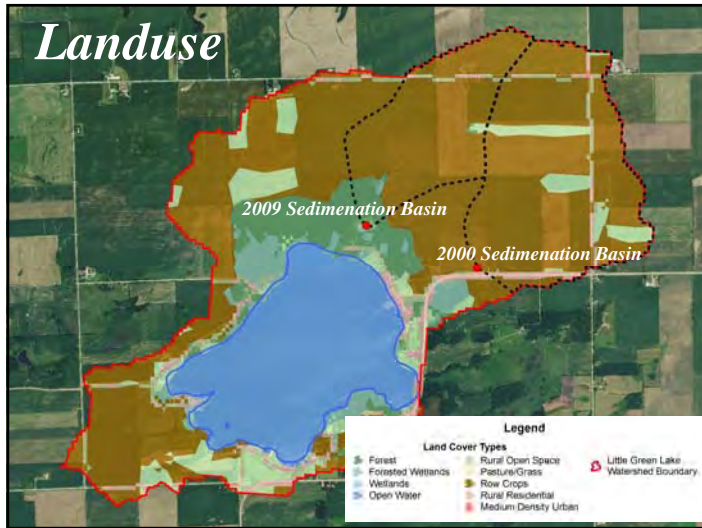 Landuse
2009 Sedimenation Basin
2000 Sedimenation Basin
Legend
Land Cover Types
Forest
Forested Wetlands
Wetlands
Open Water
Rural Open Space
Pasture/Grass
Row Crops
Rural Residential
Medium Density Urban
Little Green Lake
Watershed Boundary